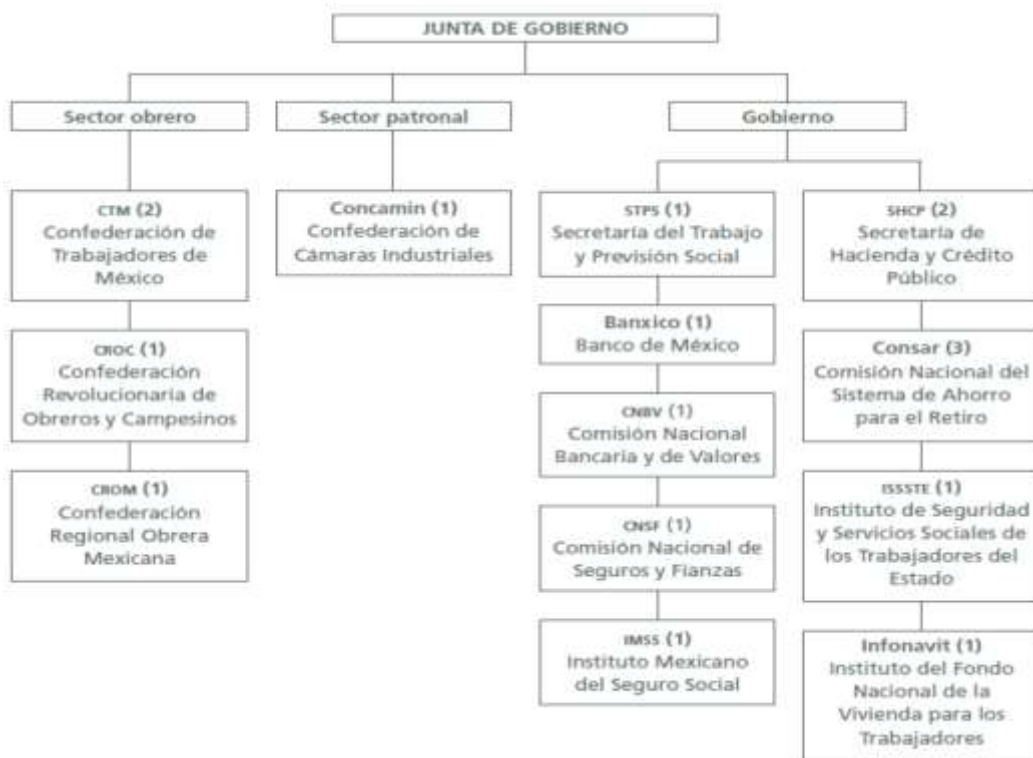 JUNTA DE GOBIERNO
Sector obrero
Sector patronal
Gobierno
CTM (2)
Confederación de
Trabajadores de
México
CROC (1)
Confederación
Revolucionaria de
Obreros y Campesinos
CROM (1)
Confederación
Regional Obrera
Mexicana
Concamin (1)
Confederación de
Cámaras Industriales
STPS (1)
Secretaría del Trabajo
y Previsión Social
Banxico (1)
Banco de México
CNBV (1)
Comisión Nacional
Bancaria y de Valores
CNSF (1)
Comisión Nacional de
Seguros y Fianzas
IMSS (1)
Instituto Mexicano
del Seguro Social
SHCP (2)
Secretaría de
Hacienda y Crédito
Público
Consar (3)
Comisión Nacional del
Sistema de Ahorro
para el Retiro
ISSSTE (1)
Instituto de Seguridad
y Servicios Sociales de
los Trabajadores del
Estado
Infonavit (1)
Instituto del Fondo
Nacional de la
Vivienda para los
Trabajadores